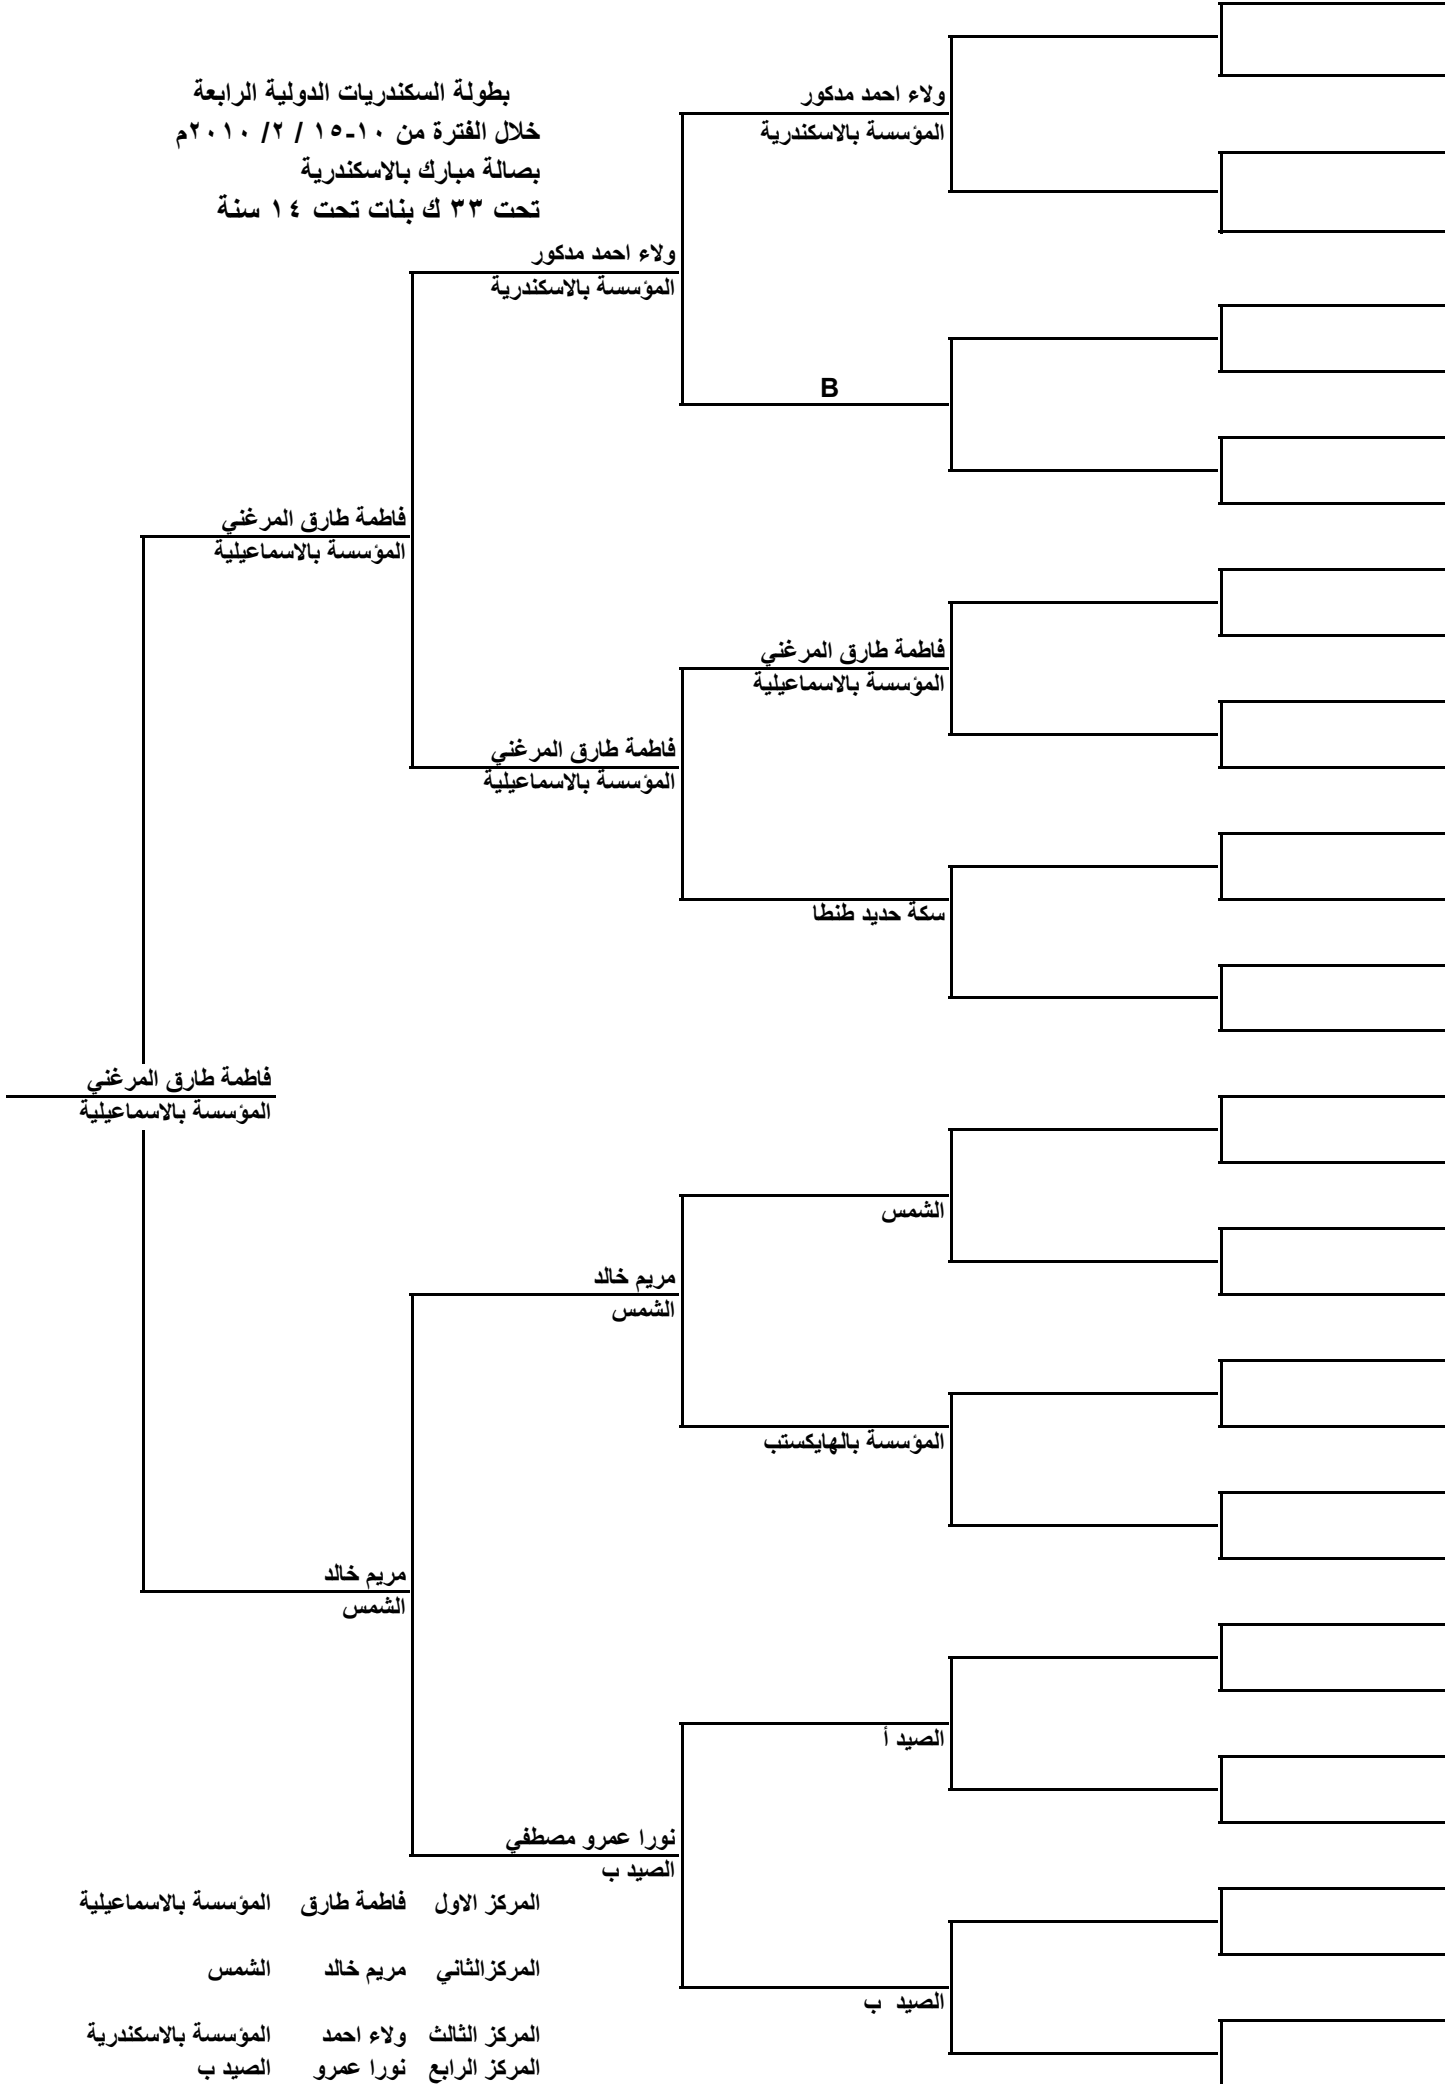 بطولة السكندريات الدولية الرابعة
خلال الفترة من ١٠-١٥ / ٢/ ٢٠١٠م
بصالة مبارك بالاسكندرية
تحت ٣٣ ك بنات تحت ١٤ سنة
ولاء احمد مدكور
المؤسسة بالاسكندرية
ولاء احمد مدكور
المؤسسة بالاسكندرية
B
فاطمة طارق المرغني
المؤسسة بالاسماعيلية
فاطمة طارق المرغني
المؤسسة بالاسماعيلية
فاطمة طارق المرغني
المؤسسة بالاسماعيلية
سكة حديد طنطا
فاطمة طارق المرغني
المؤسسة بالاسماعيلية
الشمس
مريم خالد
الشمس
المؤسسة بالهايكستب
مريم خالد
الشمس
الصيد أ
نورا عمرو مصطفي
الصيد ب
الصيد ب
المركز الاول فاطمة طارق المؤسسة بالاسماعيلية
المركزالثاني مريم خالد الشمس
المركز الثالث ولاء احمد المؤسسة بالاسكندرية
المركز الرابع نورا عمرو الصيد ب